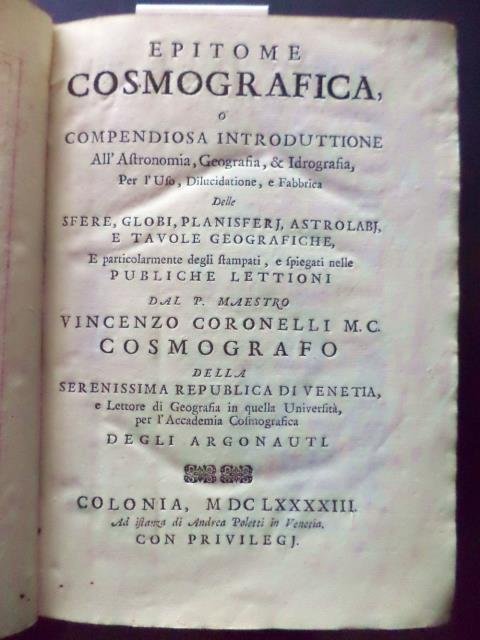 EPITOME
COSMOGRAFICA,
O
COMPENDIOSA INTRODUTTIONE
All'Aſtronomia, Geografia, & Idrografia,
Per l'Uſo, Dilucidatione, e Fabbrica
Delle
SFERE, GLOBI, PLANISFERJ, ASTROLABJ,
E TAVOLE GEOGRAFICHE,
E particolarmente degli ſtampati, e ſpiegati nelle
PUBLICHE LETTIONI
DAL P. MAESTRO
VINCENZO CORONELLI M.C.
COSMOGRAFO
DELLA
SERENISSIMA REPUBLICA DI VENETIA,
e Lettore di Geografia in quella Univerſità,
per l'Accademia Coſmografica
DEGLI ARGONAUTI.
COLONIA, MDCLXXXXIII.
Ad iſtanza di Andrea Poletti in Venetia.
CON PRIVILEGJ.